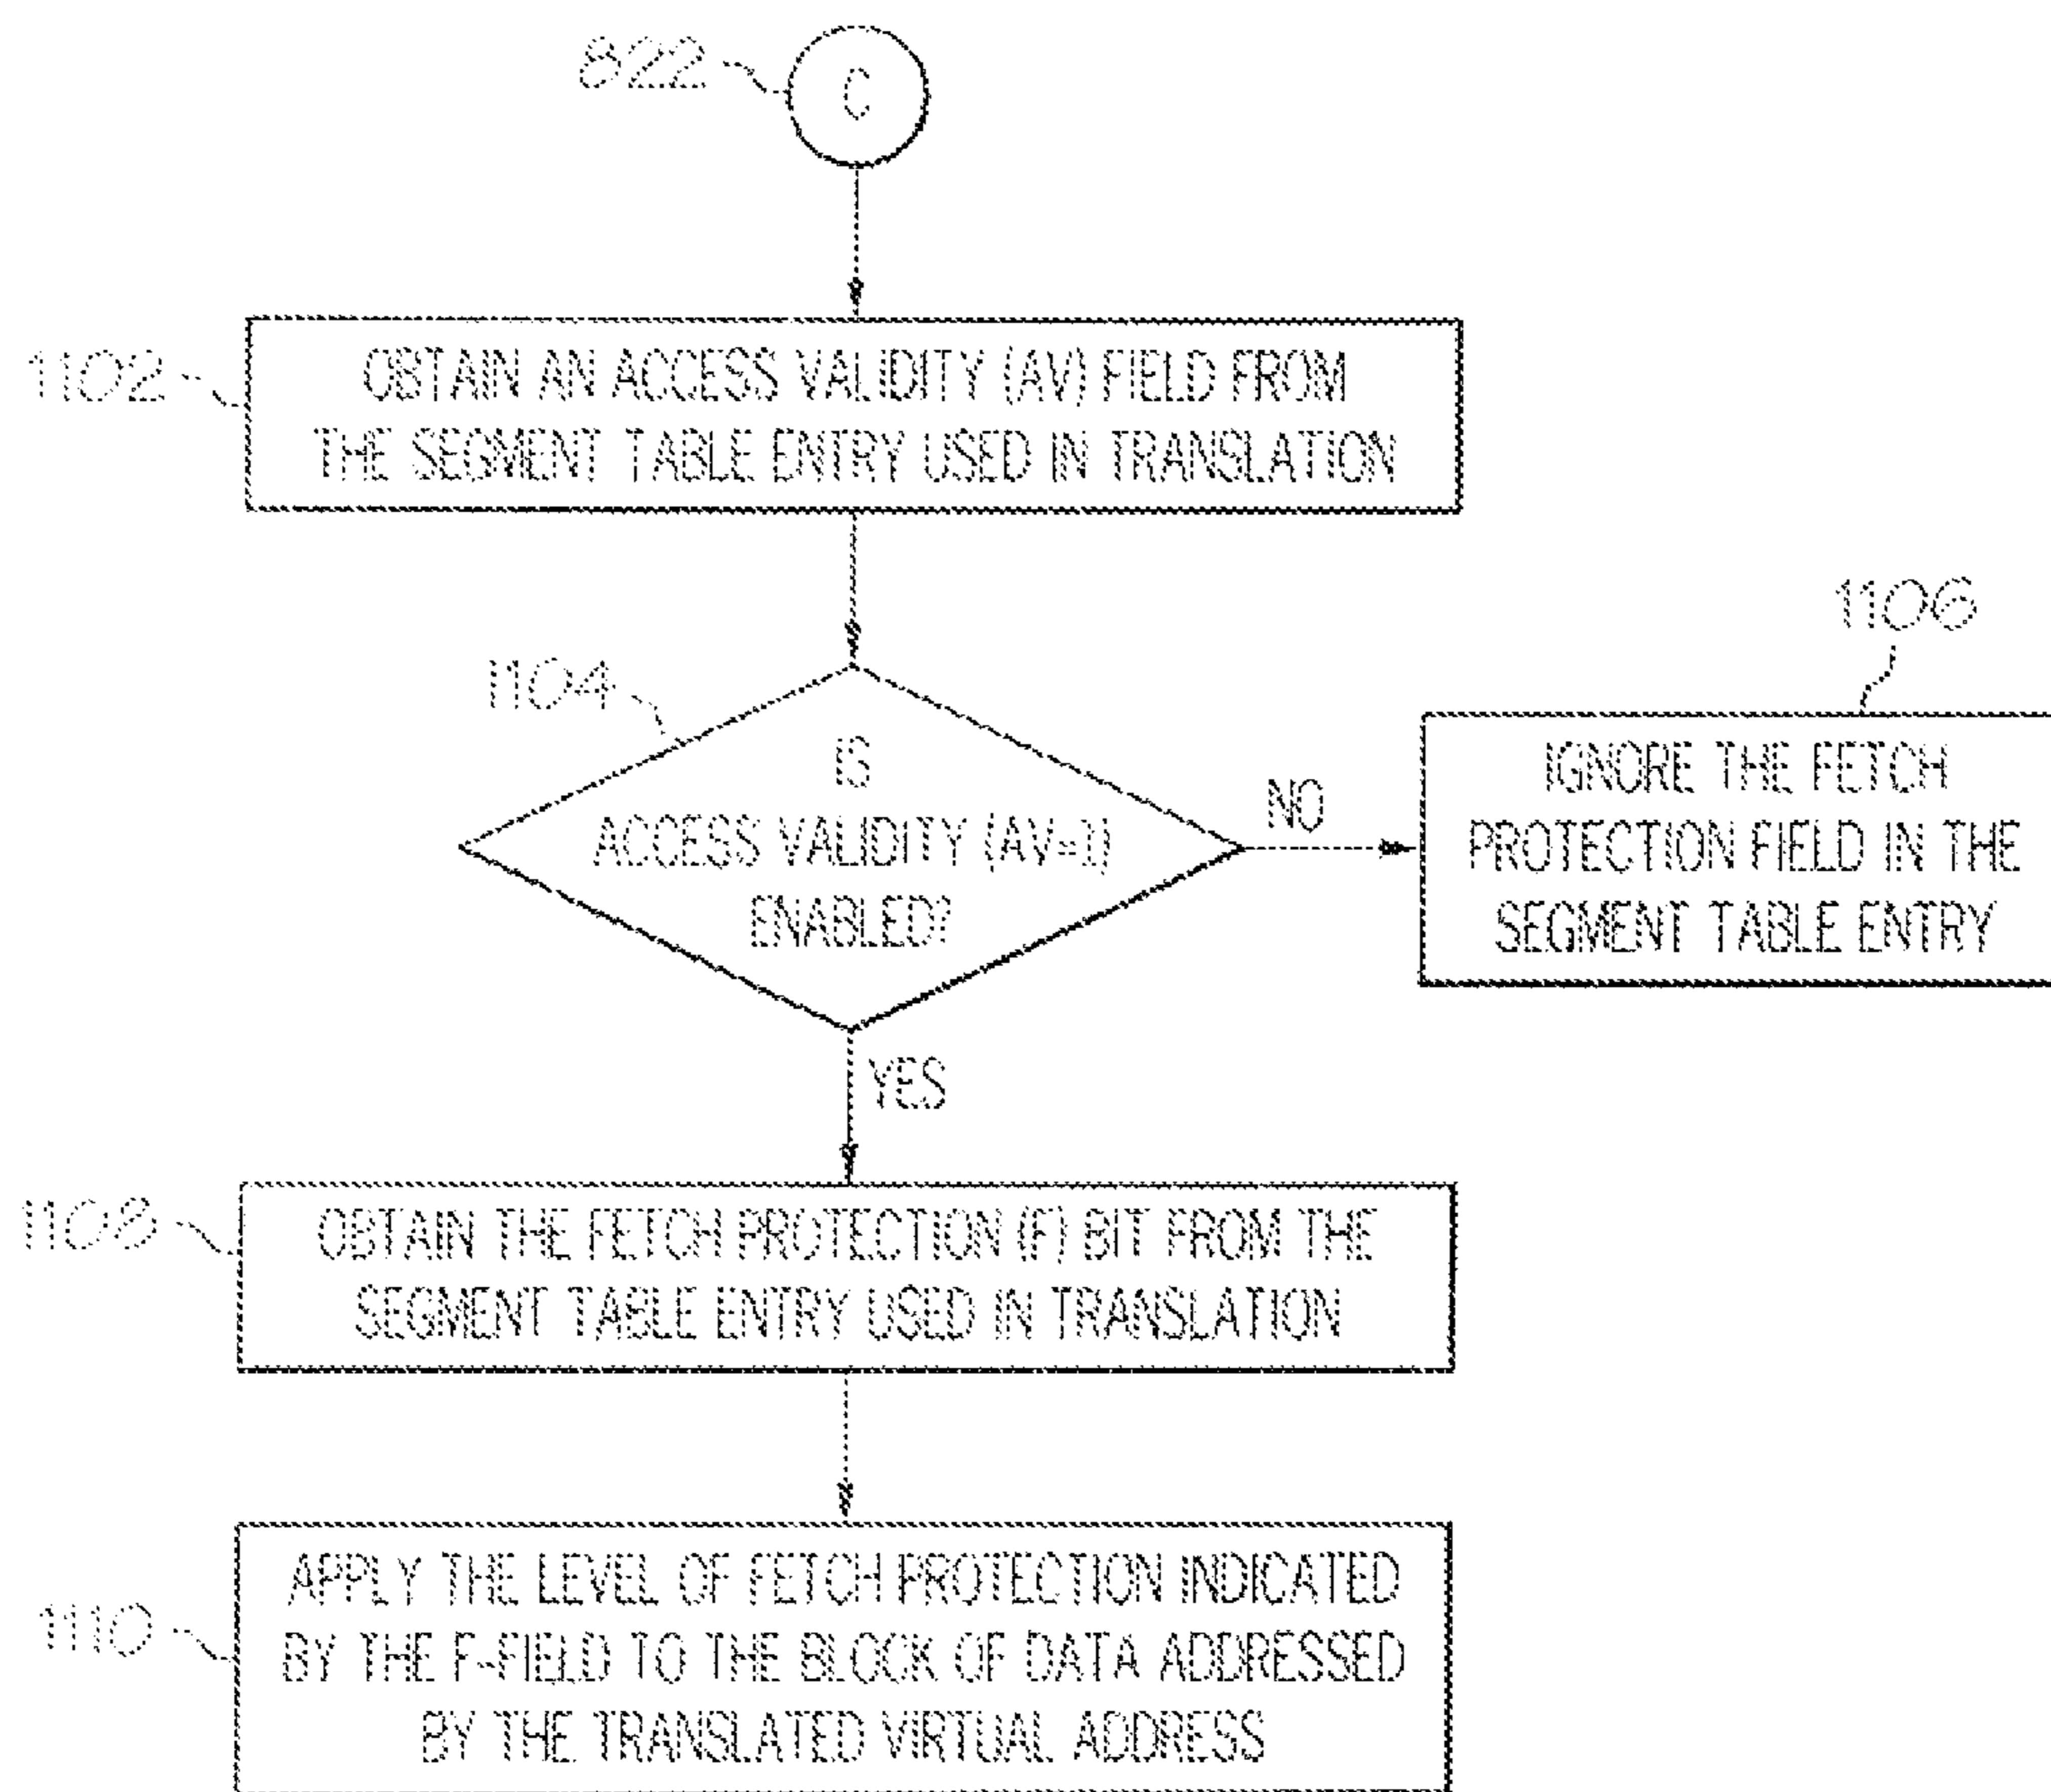 822
C
1102
OBTAIN AN ACCESS VALIDITY (AV) FIELD FROM
THE SEGMENT TABLE ENTRY USED IN TRANSLATION
1104
IS
ACCESS VALIDITY (AV=1)
ENABLED?
NO
1106
IGNORE THE FETCH
PROTECTION FIELD IN THE
SEGMENT TABLE ENTRY
YES
1108
OBTAIN THE FETCH PROTECTION (F) BIT FROM THE
SEGMENT TABLE ENTRY USED IN TRANSLATION
1110
APPLY THE LEVEL OF FETCH PROTECTION INDICATED
BY THE F-FIELD TO THE BLOCK OF DATA ADDRESSED
BY THE TRANSLATED VIRTUAL ADDRESS